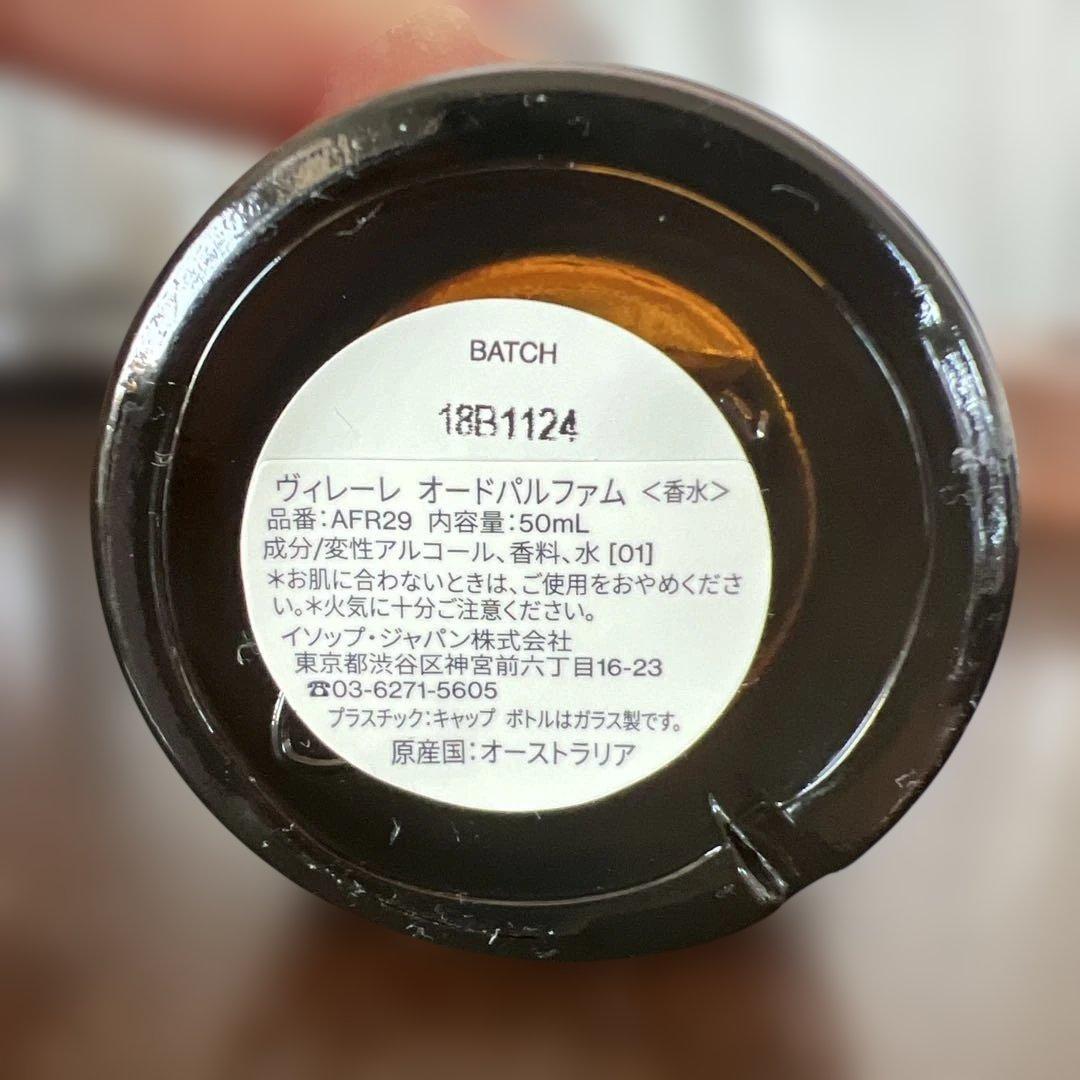 BATCH
18B1124
ヴィレーレ オードパルファム <香水>
品番:AFR29 内容量:50mL
成分/変性アルコール、香料、水 [01]
*お肌に合わないときは、ご使用をおやめくださ
い。*火気に十分ご注意ください。
イソップ・ジャパン株式会社
東京都渋谷区神宮前六丁目16-23
☎03-6271-5605
プラスチック:キャップ ボトルはガラス製です。
原産国:オーストラリア